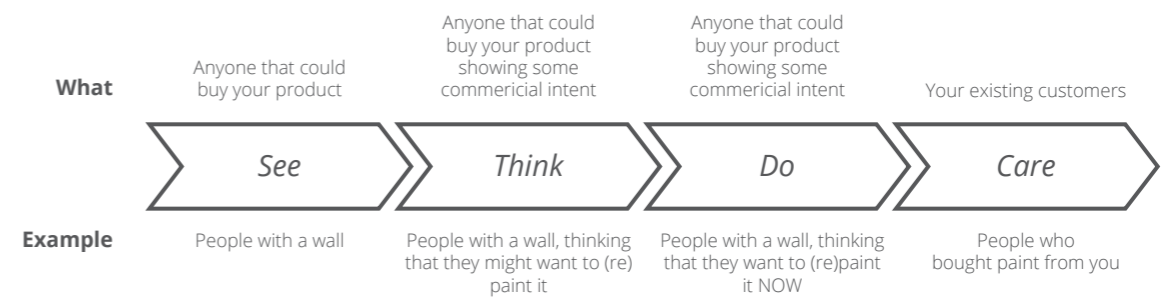 What
Anyone that could
buy your product
Anyone that could
buy your product
showing some
commericial intent
Anyone that could
buy your product
showing some
commericial intent
Your existing customers
See
Think
Do
Care
Example
People with a wall
People with a wall, thinking
that they might want to (re)
paint it
People with a wall, thinking
that they want to (re)paint
it NOW
People who
bought paint from you